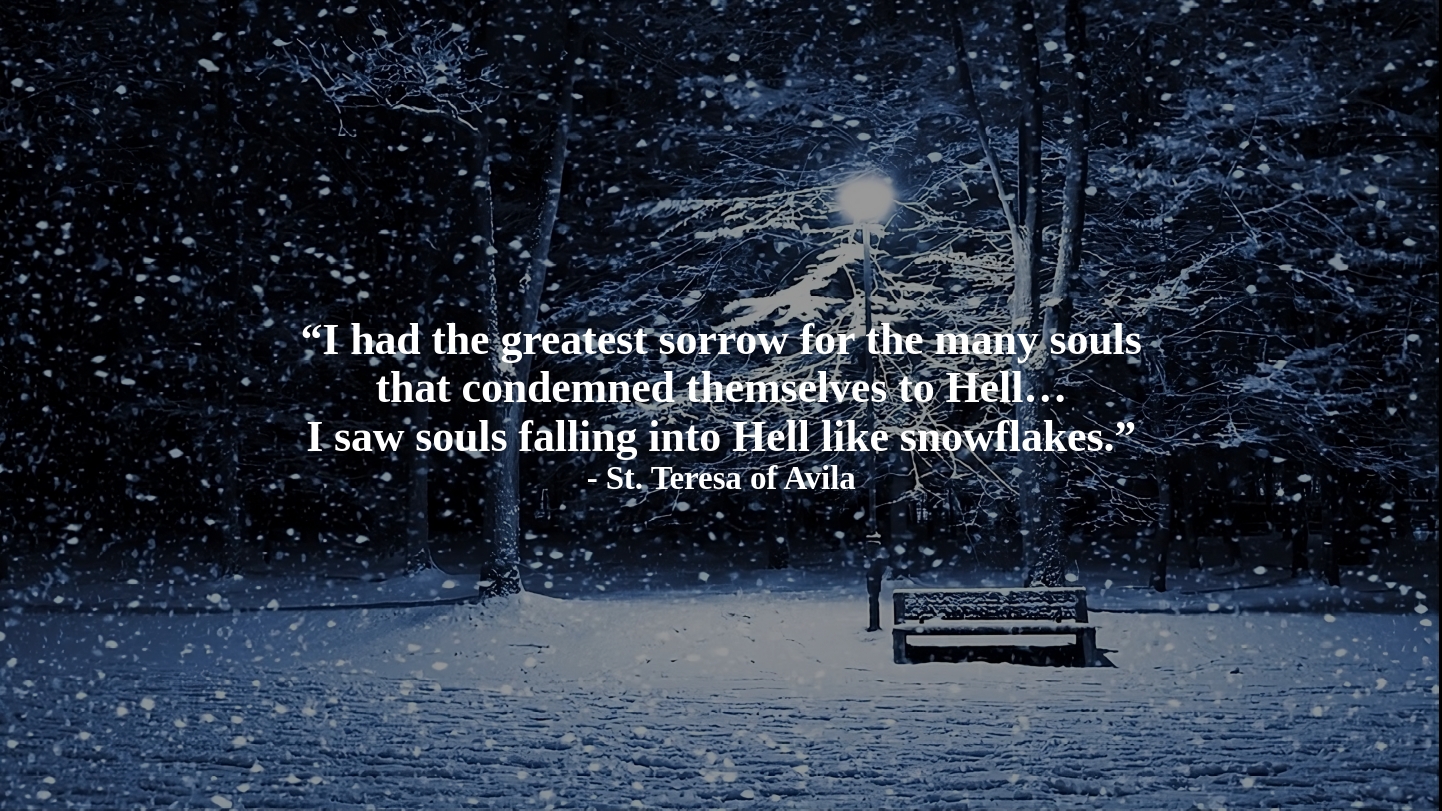 “I had the greatest sorrow for the many souls
that condemned themselves to Hell…
I saw souls falling into Hell like snowflakes.”
- St. Teresa of Avila